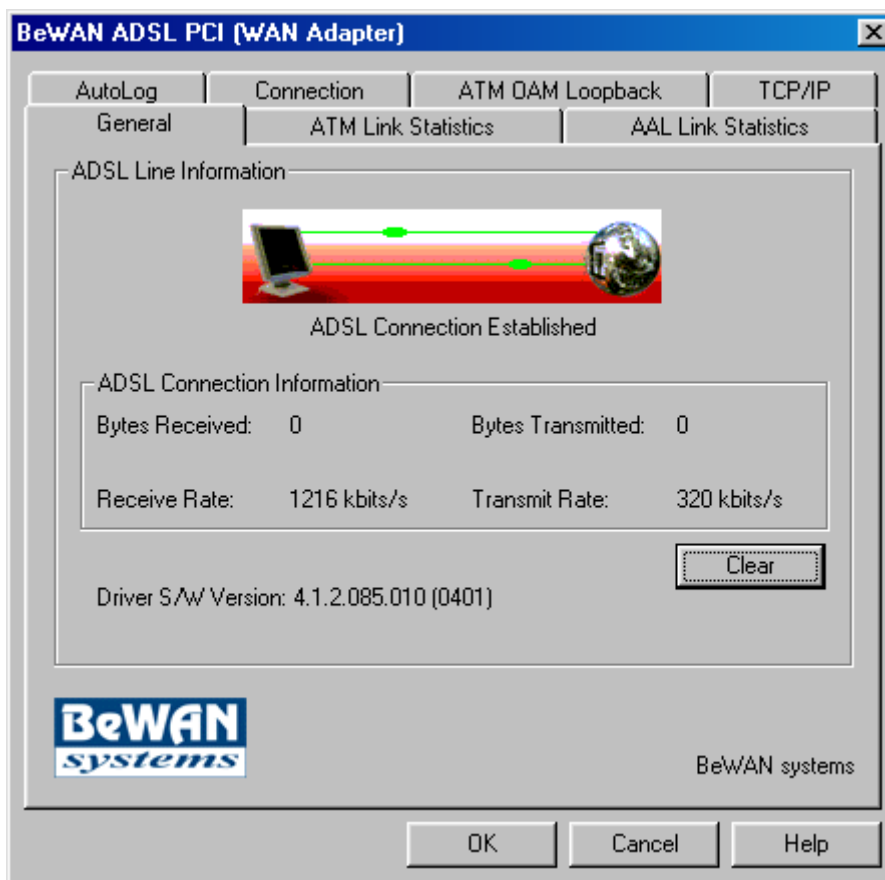 BeWAN ADSL PCI (WAN Adapter)
AutoLog Connection ATM OAM Loopback TCP/IP
General ATM Link Statistics AAL Link Statistics
ADSL Line Information
ADSL Connection Established
ADSL Connection Information
Bytes Received: 0 Bytes Transmitted: 0
Receive Rate: 1216 kbits/s Transmit Rate: 320 kbits/s
Clear
Driver S/W Version: 4.1.2.085.010 (0401)
BeWAN
systems
BeWAN systems
OK Cancel Help